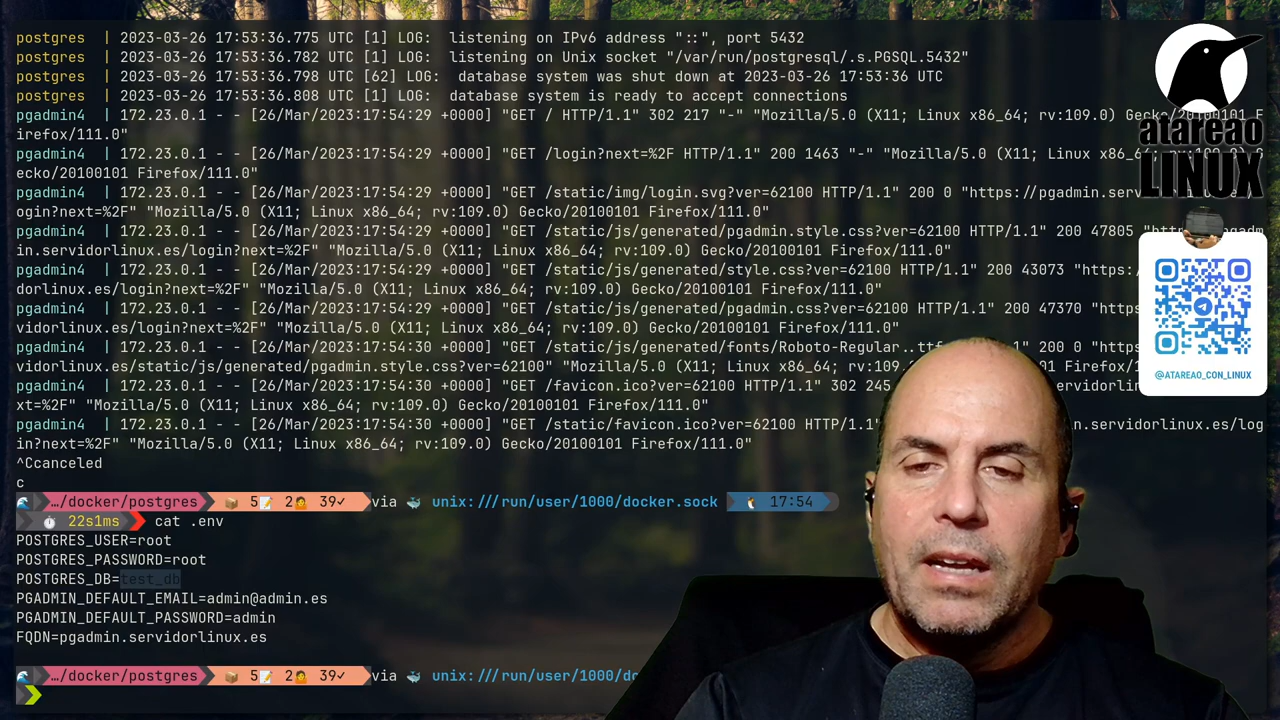 postgres  | 2023-03-26 17:53:36.775 UTC [1] LOG:  listening on IPv6 address "::", port 5432
postgres  | 2023-03-26 17:53:36.782 UTC [1] LOG:  listening on Unix socket "/var/run/postgresql/.s.PGSQL.5432"
postgres  | 2023-03-26 17:53:36.798 UTC [62] LOG:  database system was shut down at 2023-03-26 17:53:36 UTC
postgres  | 2023-03-26 17:53:36.808 UTC [1] LOG:  database system is ready to accept connections
pgadmin4  | 172.23.0.1 - - [26/Mar/2023:17:54:29 +0000] "GET / HTTP/1.1" 302 217 "-" "Mozilla/5.0 (X11; Linux x86_64; rv:109.0) Gecko/20100101 F
irefox/111.0"
pgadmin4  | 172.23.0.1 - - [26/Mar/2023:17:54:29 +0000] "GET /login?next=%2F HTTP/1.1" 200 1463 "-" "Mozilla/5.0 (X11; Linux
ecko/20100101 Firefox/111.0"
pgadmin4  | 172.23.0.1 - - [26/Mar/2023:17:54:29 +0000] "GET /static/img/login.svg?ver=62100 HTTP/1.1" 200 0
ogin?next=%2F" "Mozilla/5.0 (X11; Linux x86_64; rv:109.0) Gecko/20100101 Firefox/111.0"
pgadmin4  | 172.23.0.1 - - [26/Mar/2023:17:54:29 +0000] "GET /static/js/generated/pgadmin.style.css?ver=62100 HTTP/1.1" 200 47805
in.servidorlinux.es/login?next=%2F" "Mozilla/5.0 (X11; Linux x86_64; rv:109.0) Gecko/20100101 Firefox/111.0"
pgadmin4  | 172.23.0.1 - - [26/Mar/2023:17:54:29 +0000] "GET /static/js/generated/style.css?ver=62100 HTTP/1.1" 200 43073 "https:/
dorlinux.es/login?next=%2F" "Mozilla/5.0 (X11; Linux x86_64; rv:109.0) Gecko/20100101 Firefox/111.0"
pgadmin4  | 172.23.0.1 - - [26/Mar/2023:17:54:29 +0000] "GET /static/js/generated/pgadmin.css?ver=62100 HTTP/1.1" 200 47370 "https
vidorlinux.es/login?next=%2F" "Mozilla/5.0 (X11; Linux x86_64; rv:109.0) Gecko/20100101 Firefox/111.0"
pgadmin4  | 172.23.0.1 - - [26/Mar/2023:17:54:30 +0000] "GET /static/js/generated/fonts/Roboto-Regular..ttf 1" 200 0 "https
vidorlinux.es/static/js/generated/pgadmin.style.css?ver=62100" "Mozilla/5.0 (X11; Linux x86_64; rv:109. 01 Firefox/111.0"
pgadmin4  | 172.23.0.1 - - [26/Mar/2023:17:54:30 +0000] "GET /favicon.ico?ver=62100 HTTP/1.1" 302 245 ervidorlin
xt=%2F" "Mozilla/5.0 (X11; Linux x86_64; rv:109.0) Gecko/20100101 Firefox/111.0"
pgadmin4  | 172.23.0.1 - - [26/Mar/2023:17:54:30 +0000] "GET /static/favicon.ico?ver=62100 HTTP/1.1" n.servidorlinux.es/log
in?next=%2F" "Mozilla/5.0 (X11; Linux x86_64; rv:109.0) Gecko/20100101 Firefox/111.0"
^Ccanceled
c
…/docker/postgres 5 2 39✓ via unix:///run/user/1000/docker.sock 17:54
22s1ms cat .env
POSTGRES_USER=root
POSTGRES_PASSWORD=root
POSTGRES_DB=test_db
PGADMIN_DEFAULT_EMAIL=admin@admin.es
PGADMIN_DEFAULT_PASSWORD=admin
FQDN=pgadmin.servidorlinux.es
…/docker/postgres 5 2 39✓ via unix:///run/user/1000/do
atareao
LINUX
@ATAREAO_CON_LINUX